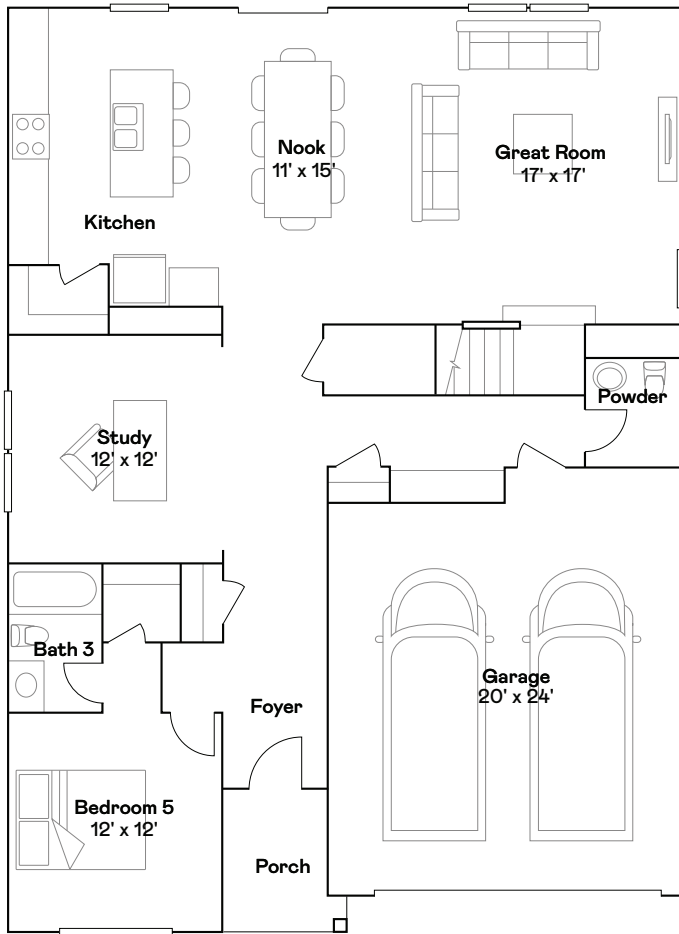 Nook
11' x 15'
Great Room
17' x 17'
Kitchen
Powder
Study
12' x 12'
Bath 3
Garage
20' x 24'
Foyer
Bedroom 5
12' x 12'
Porch